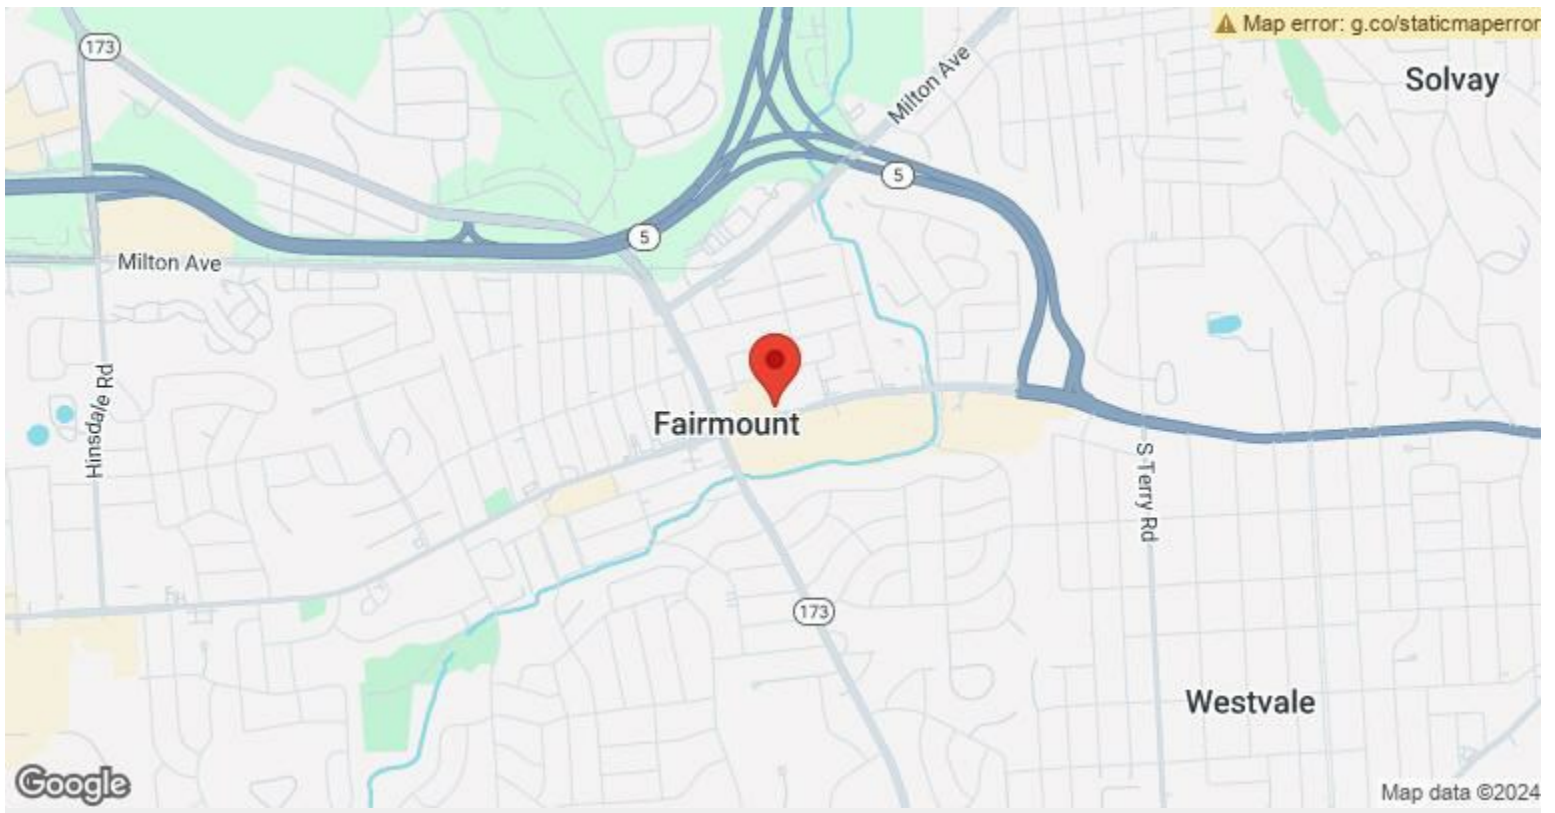 Map error: g.co/staticmaperror
173
Solvay
Milton Ave
5
5
Milton Ave
Hinsdale Rd
Fairmount
S Terry Rd
173
Westvale
Google
Map data ©2024